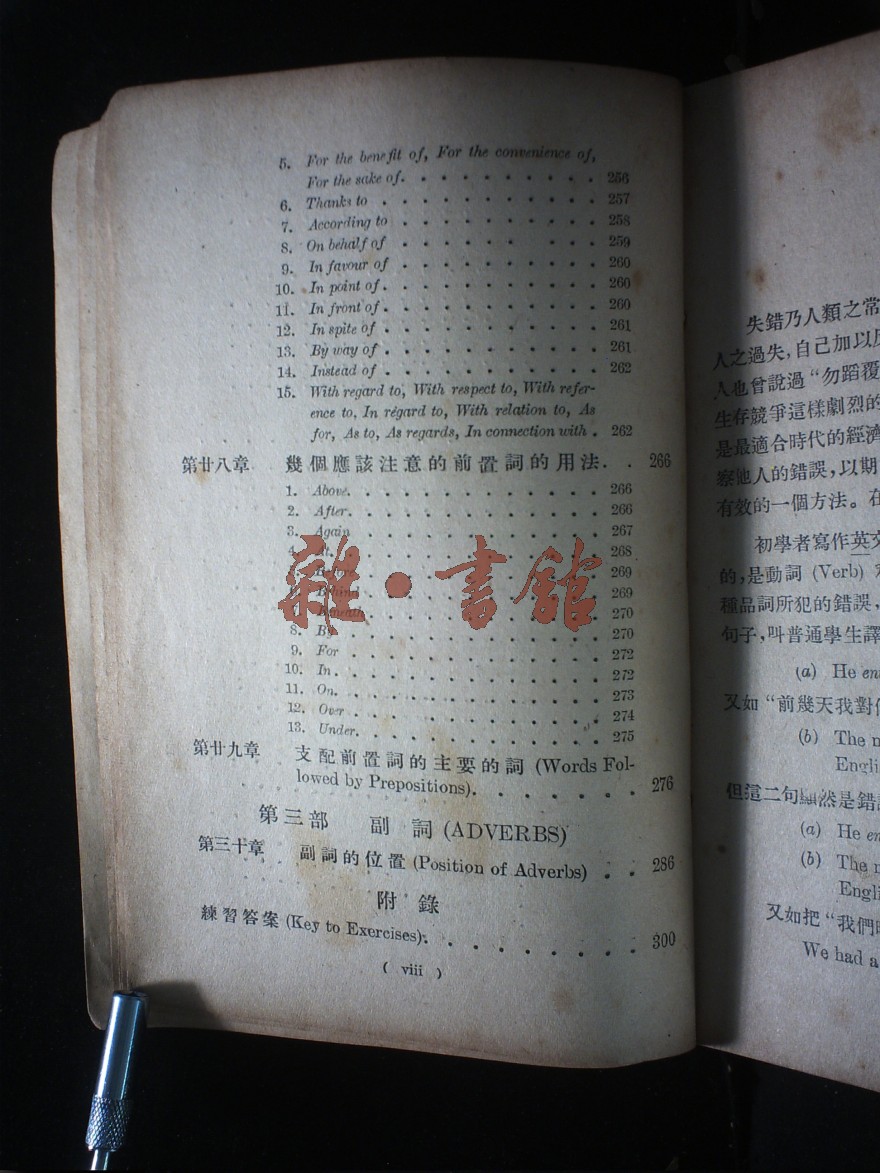 5. For the benefit of, For the convenience of,
For the sake of. . . . . . . . . . 256
6. Thanks to . . . . . . . . . . . 257
7. According to . . . . . . . . . . 258
8. On behalf of . . . . . . . . . 259
9. In favour of . . . . . . . . . . 260
10. In point of. . . . . . . . . . . 260
11. In front of. . . . . . . . . . . 260
12. In spite of . . . . . . . . . . . 261
13. By way of . . . . . . . . . . . 261
14. Instead of . . . . . . . . . . . 262
15. With regard to, With respect to, With refer-
ence to, In regard to, With relation to, As
for, As to, As regards, In connection with . 262
第廿八章 幾個應該注意的前置詞的用法. . 266
1. Above. . . . . . . . . . . . . 266
2. After. . . . . . . . . . . . . 266
3. Again . . . . . . . . . . . . 267
4. . . . . . . . . . . . 268
. . . . . . . . . . . 269
Behind . . . . . . . . . . . 269
Beneath . . . . . . . . . . . 270
8. By . . . . . . . . . . . . 270
9. For . . . . . . . . . . . . 272
10. In. . . . . . . . . . . . . 272
11. On. . . . . . . . . . . . . 273
12. Over . . . . . . . . . . . . 274
13. Under. . . . . . . . . . . . 275
第廿九章 支配前置詞的主要的詞 (Words Fol-
lowed by Prepositions). . . . . . . 276
第三部 副詞 (ADVERBS)
第三十章 副詞的位置 (Position of Adverbs) . . 286
附錄
練習答案 (Key to Exercises). . . . . . . . 300
( viii )
雜·書館
失錯乃人類之常
人之過失,自己加以
人也曾說過“勿蹈覆
生存競爭這樣劇烈的
是最適合時代的經濟
察他人的錯誤,以期
有效的一個方法。在
初學者寫作英文
的,是動詞 (Verb)
種品詞所犯的錯誤,
句子,叫普通學生譯
(a) He
又如“前幾天我對
(b) The
但這二句顯然是錯誤
(a) He
(b) The
又如把“我們
We had a